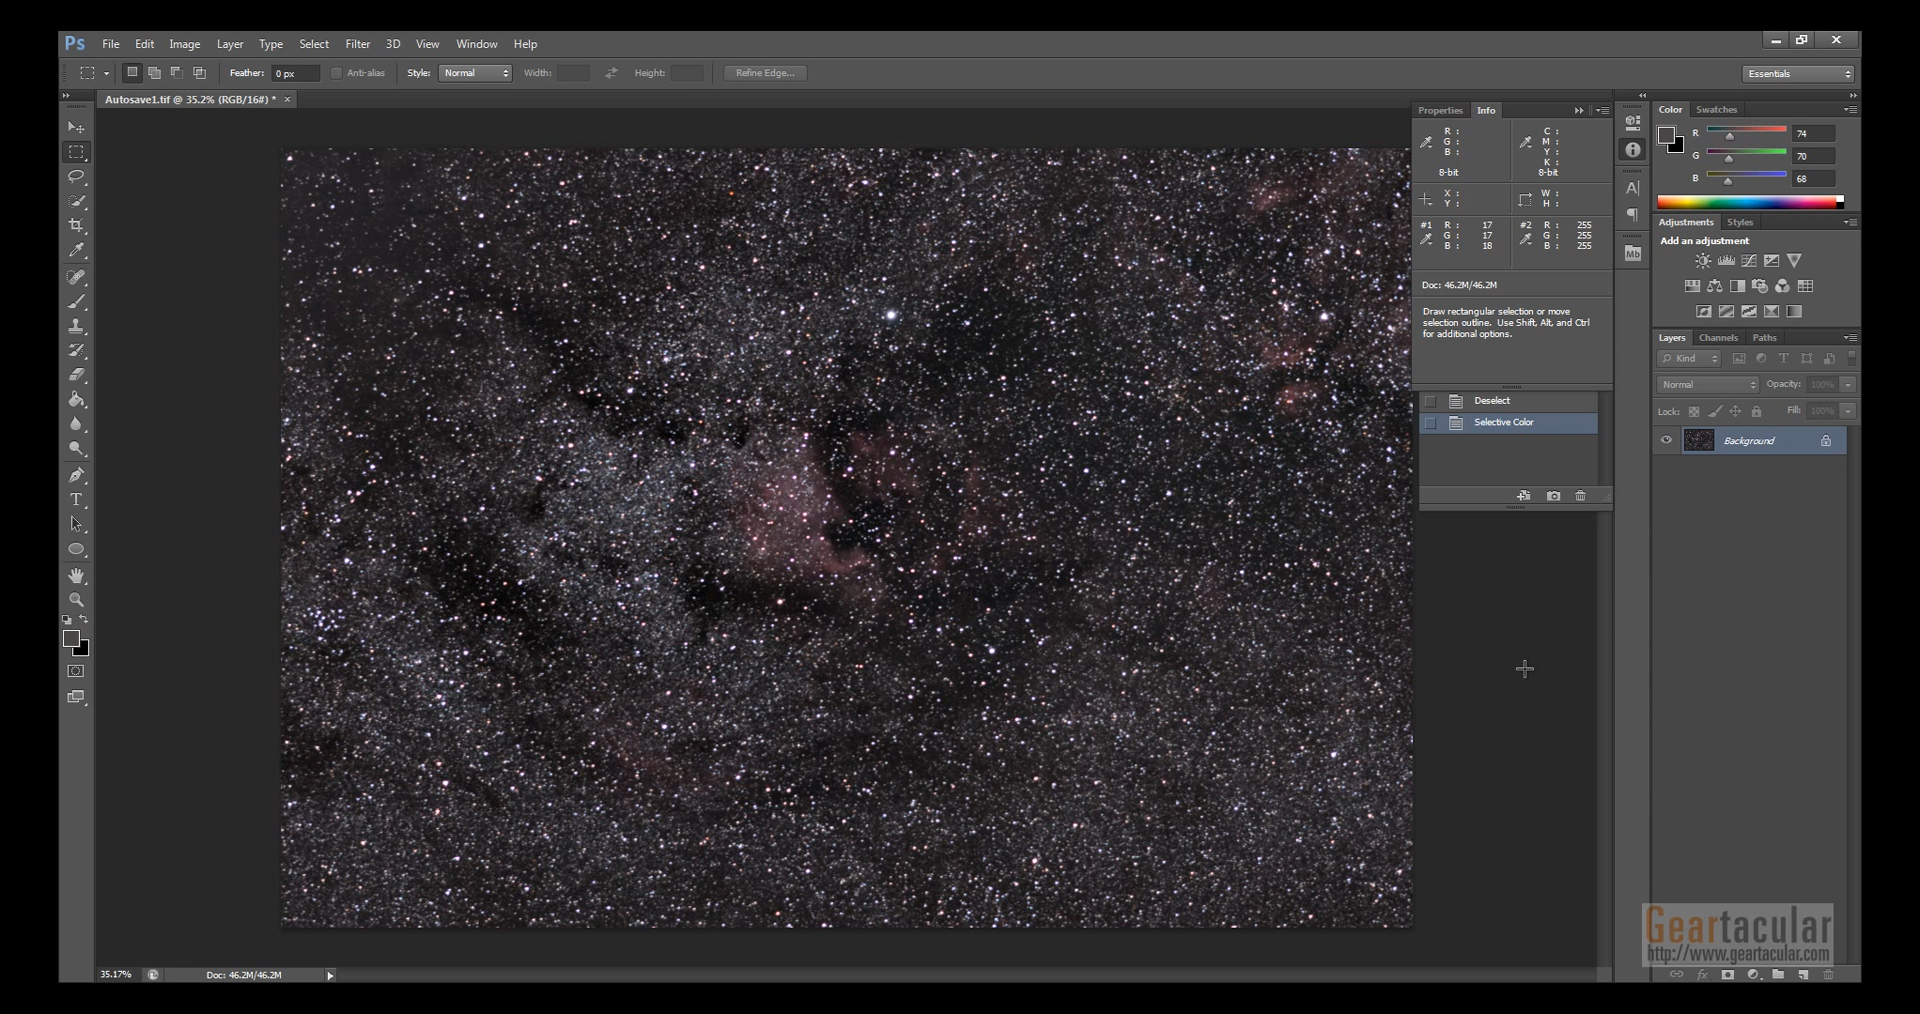 Ps File Edit Image Layer Type Select Filter 3D View Window Help
Feather: 0 px Anti-alias Style: Normal Width: Height: Refine Edge... Essentials
Autosave1.tif @ 35.2% (RGB/16#) * ×
Properties Info
R :
G :
B :
8-bit
C :
M :
Y :
K :
8-bit
X :
Y :
W :
H :
#1 R : 17
G : 17
B : 18
#2 R : 255
G : 255
B : 255
Doc: 46.2M/46.2M
Draw rectangular selection or move
selection outline. Use Shift, Alt, and Ctrl
for additional options.
Deselect
Selective Color
A
Mb
Color Swatches
R 74
G 70
B 68
Adjustments Styles
Add an adjustment
Layers Channels Paths
Kind
Normal Opacity: 100%
Lock: Fill: 100%
Background
T
35.17% Doc: 46.2M/46.2M
Geartacular
http://www.geartacular.com
fx